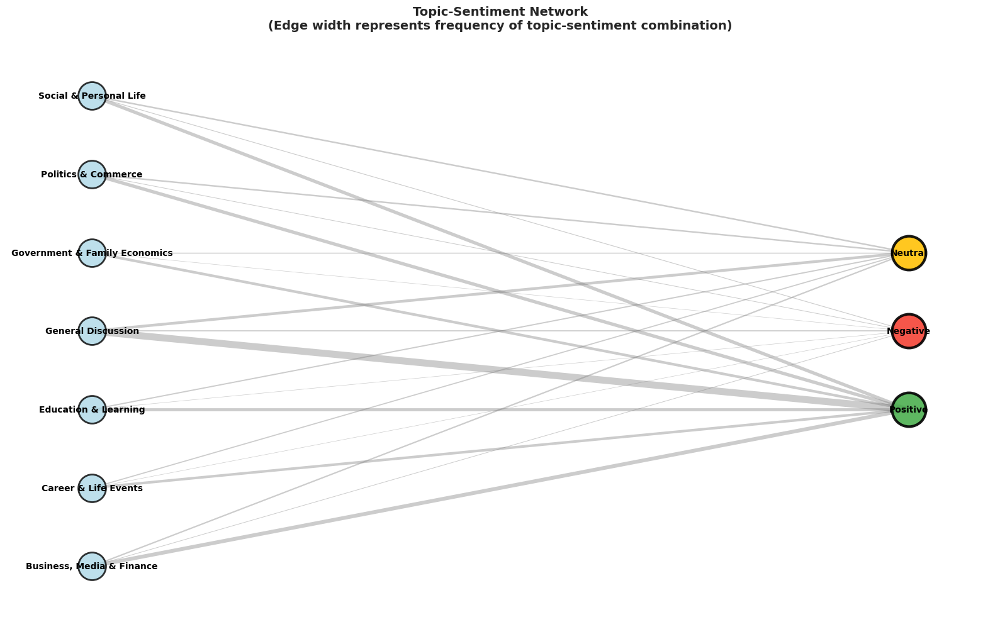 Topic-Sentiment Network
(Edge width represents frequency of topic-sentiment combination)
Social & Personal Life
Politics & Commerce
Government & Family Economics
Neutral
General Discussion
Negative
Education & Learning
Positive
Career & Life Events
Business, Media & Finance